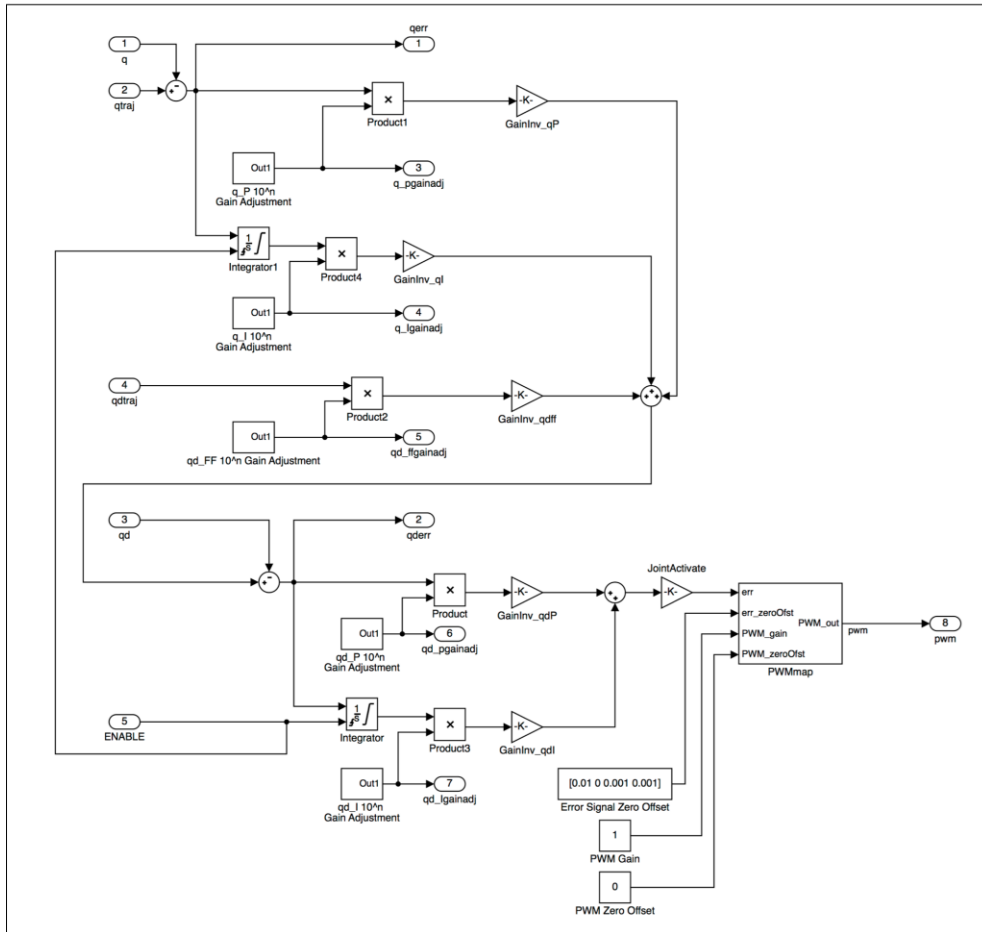 qerr
1
q
1
2
qtraj
+
-
×
Product1
-K-
GainInv_qP
Out1
q_P 10^n
Gain Adjustment
3
q_pgainadj
1
s
Integrator1
×
Product4
-K-
GainInv_qI
Out1
q_I 10^n
Gain Adjustment
4
q_Igainadj
4
qdtraj
×
Product2
-K-
GainInv_qdff
+
+
+
Out1
qd_FF 10^n Gain Adjustment
5
qd_ffgainadj
3
qd
2
qderr
+
-
×
Product
-K-
GainInv_qdP
+
+
JointActivate
-K-
err
err_zeroOfst
PWM_gain
PWM_zeroOfst
PWM_out
PWMmap
pwm
8
pwm
Out1
qd_P 10^n
Gain Adjustment
6
qd_pgainadj
5
ENABLE
1
s
Integrator
×
Product3
-K-
GainInv_qdI
Out1
qd_I 10^n
Gain Adjustment
7
qd_Igainadj
[0.01 0 0.001 0.001]
Error Signal Zero Offset
1
PWM Gain
0
PWM Zero Offset